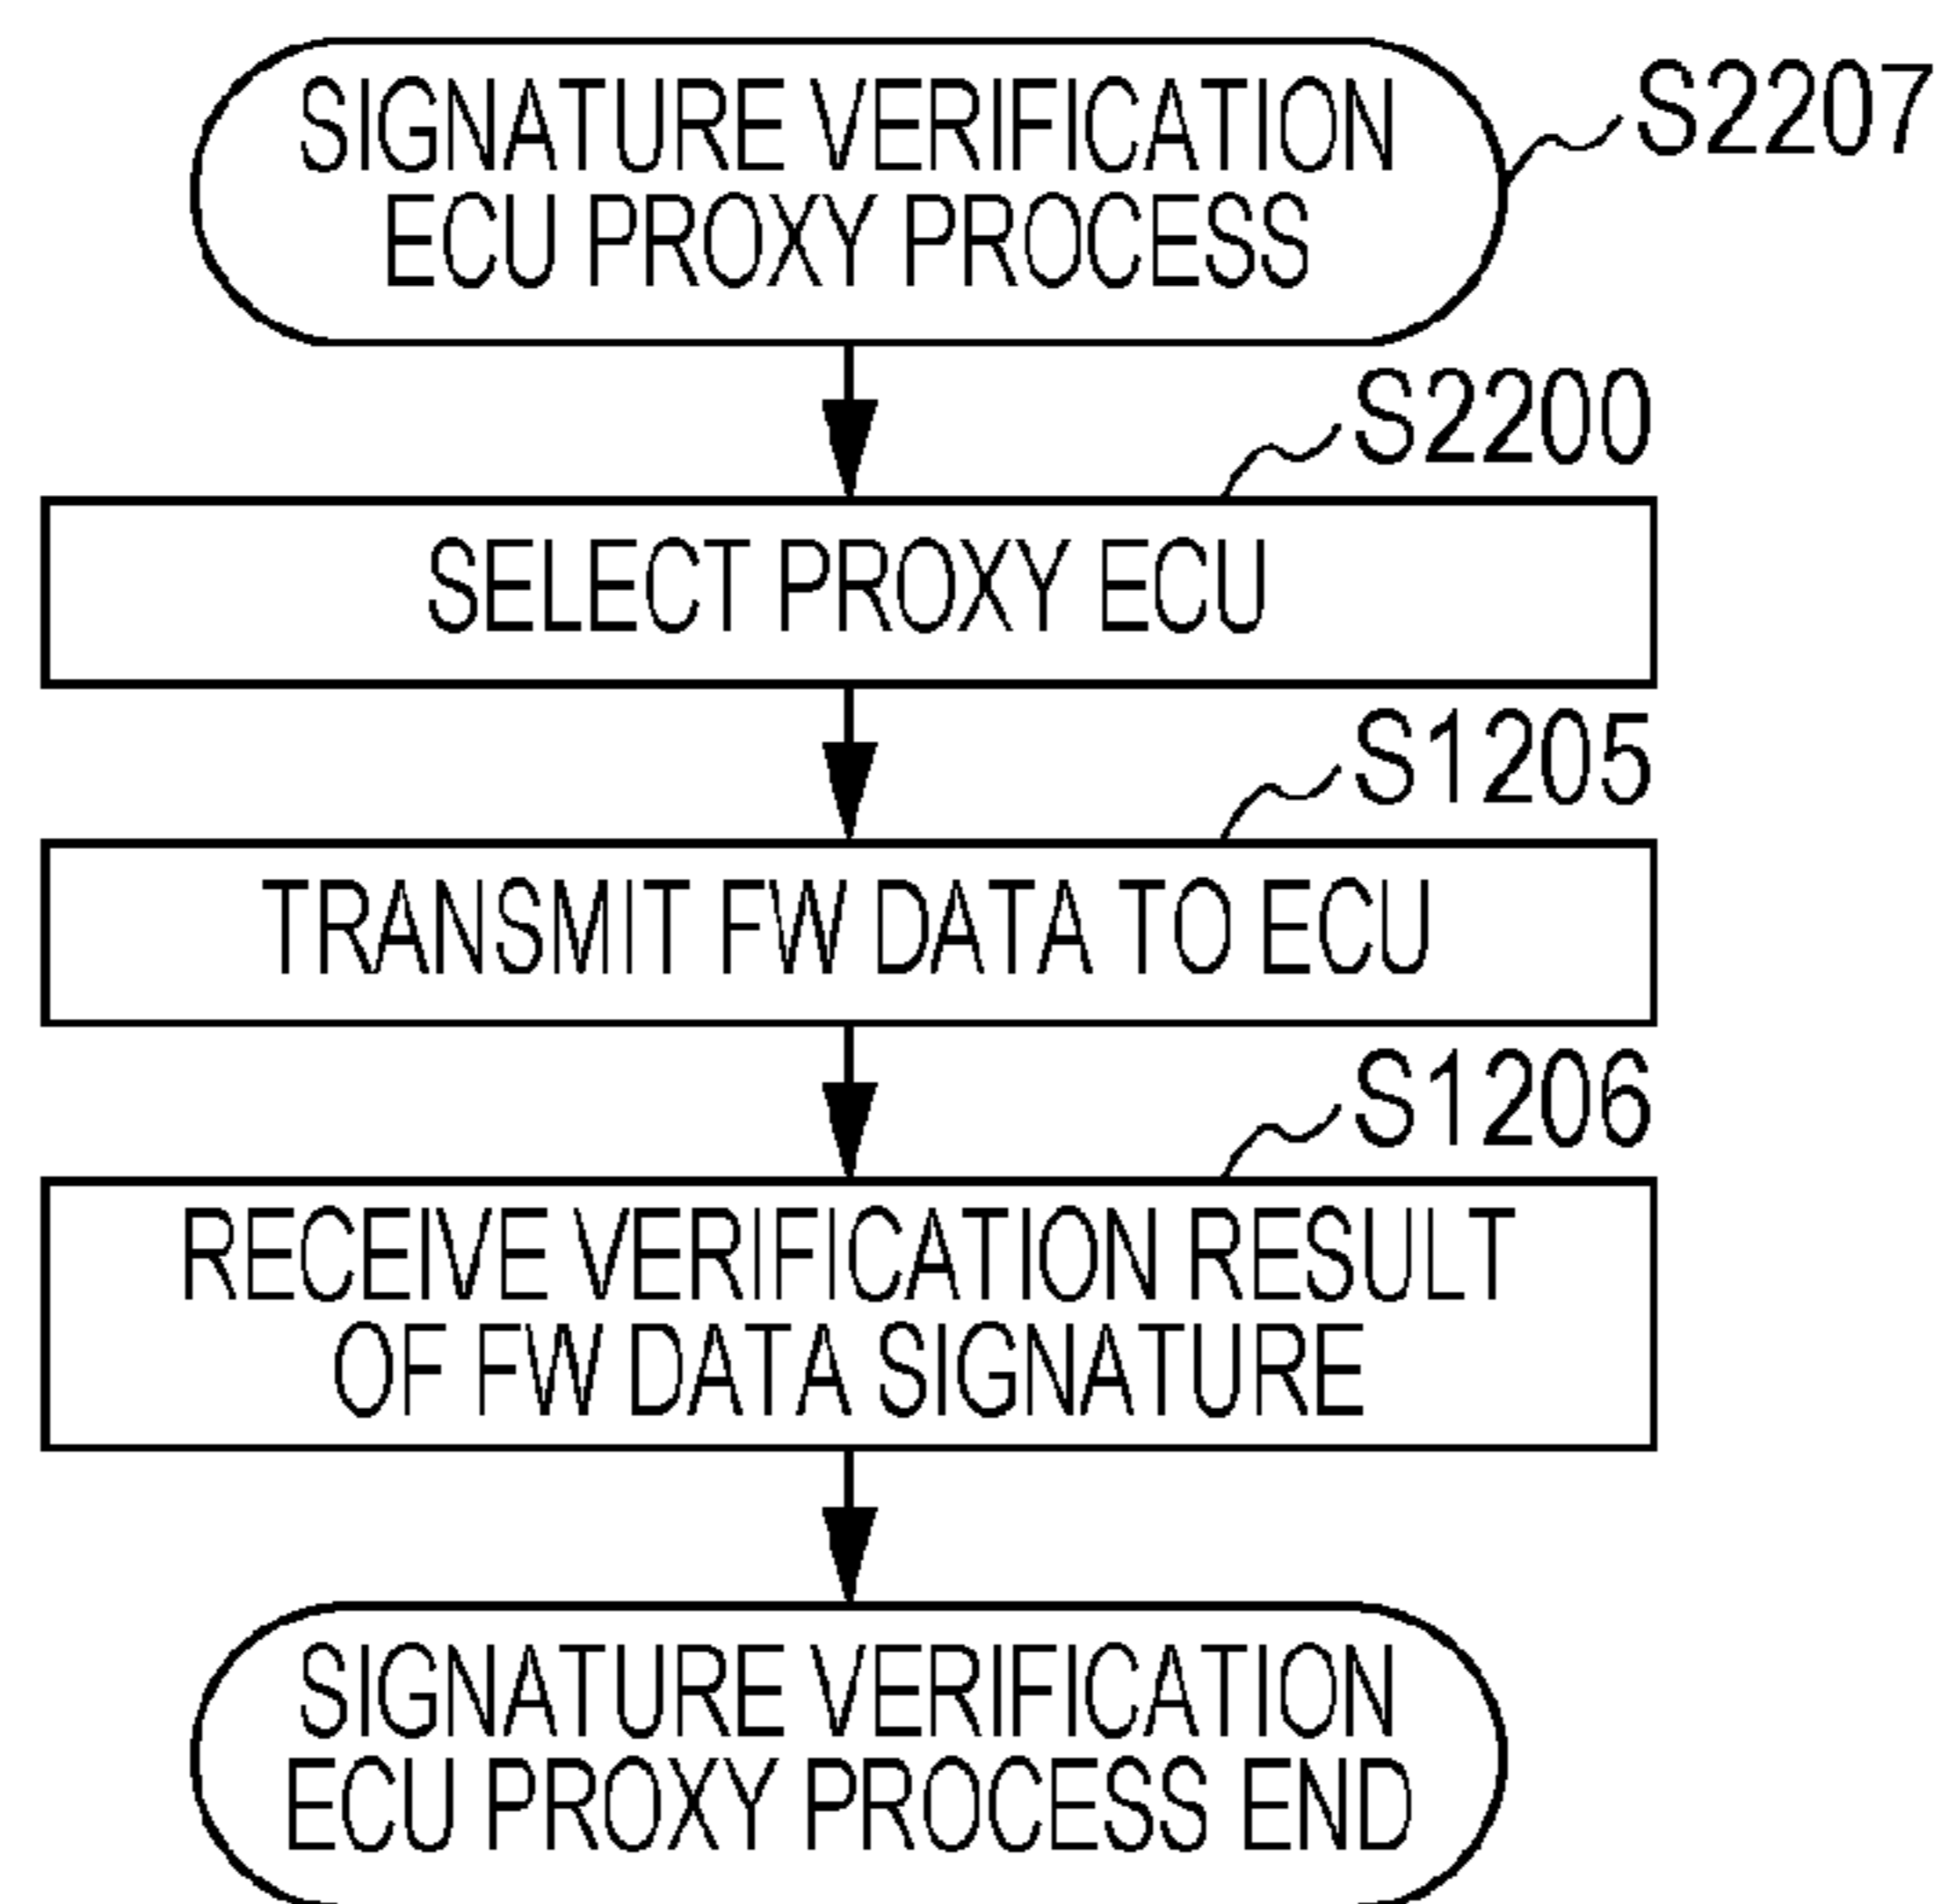 SIGNATURE VERIFICATION
ECU PROXY PROCESS
S2207
S2200
SELECT PROXY ECU
S1205
TRANSMIT FW DATA TO ECU
S1206
RECEIVE VERIFICATION RESULT
OF FW DATA SIGNATURE
SIGNATURE VERIFICATION
ECU PROXY PROCESS END